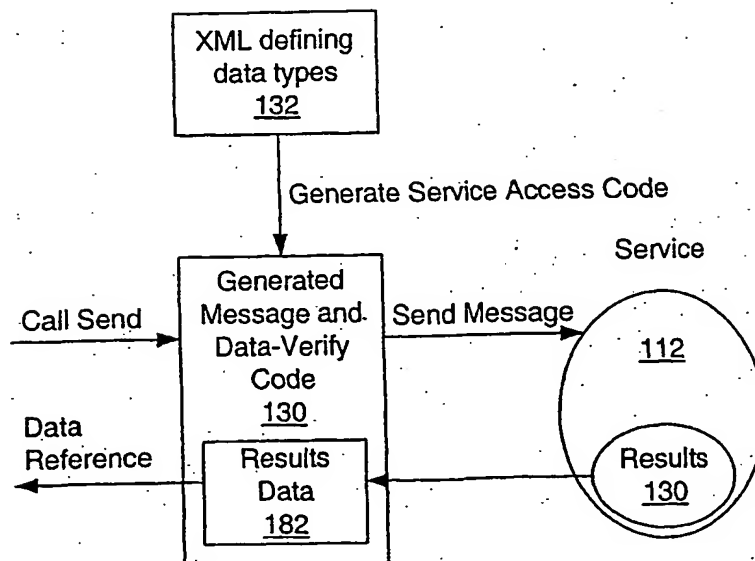 XML defining
data types
132
Generate Service Access Code
Service
Generated
Message and
Data-Verify
Code
130
Call Send
Send Message
112
Data
Reference
Results
Data
182
Results
130